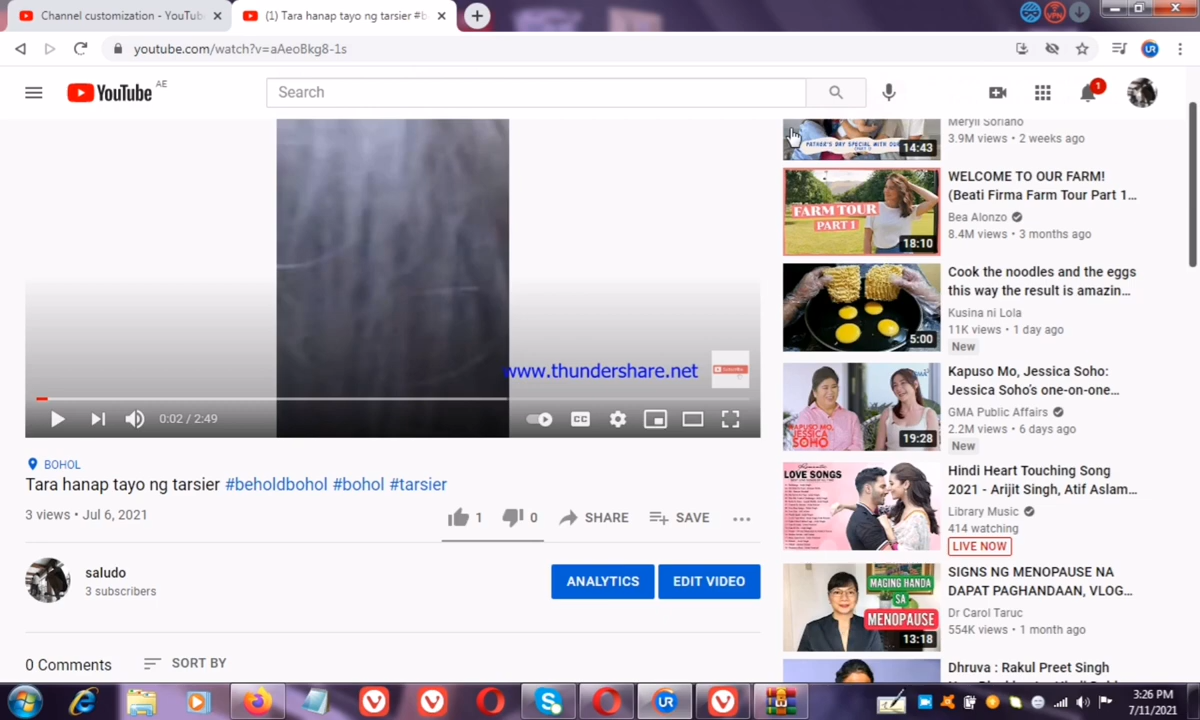 Channel customization - YouTub
(1) Tara hanap tayo ng tarsier #b
youtube.com/watch?v=aAeoBkg8-1s
YouTube AE
Search
1
www.thundershare.net
0:02 / 2:49
CC
BOHOL
Tara hanap tayo ng tarsier #beholdbohol #bohol #tarsier
3 views • Jul 6, 2021
1
0
SHARE
SAVE
saludo
3 subscribers
ANALYTICS
EDIT VIDEO
0 Comments
SORT BY
Meryll Soriano
3.9M views • 2 weeks ago
14:43
FARM TOUR
PART 1
18:10
WELCOME TO OUR FARM!
(Beati Firma Farm Tour Part 1...
Bea Alonzo
8.4M views • 3 months ago
5:00
Cook the noodles and the eggs
this way the result is amazin...
Kusina ni Lola
11K views • 1 day ago
New
KAPUSO MO,
JESSICA
SOHO
19:28
Kapuso Mo, Jessica Soho:
Jessica Soho's one-on-one...
GMA Public Affairs
2.2M views • 6 days ago
New
LOVE SONGS
Hindi Heart Touching Song
2021 - Arijit Singh, Atif Aslam...
Library Music
414 watching
LIVE NOW
MAGING HANDA
SA
MENOPAUSE
13:18
SIGNS NG MENOPAUSE NA
DAPAT PAGHANDAAN, VLOG...
Dr Carol Taruc
554K views • 1 month ago
Dhruva : Rakul Preet Singh
3:26 PM
7/11/2021